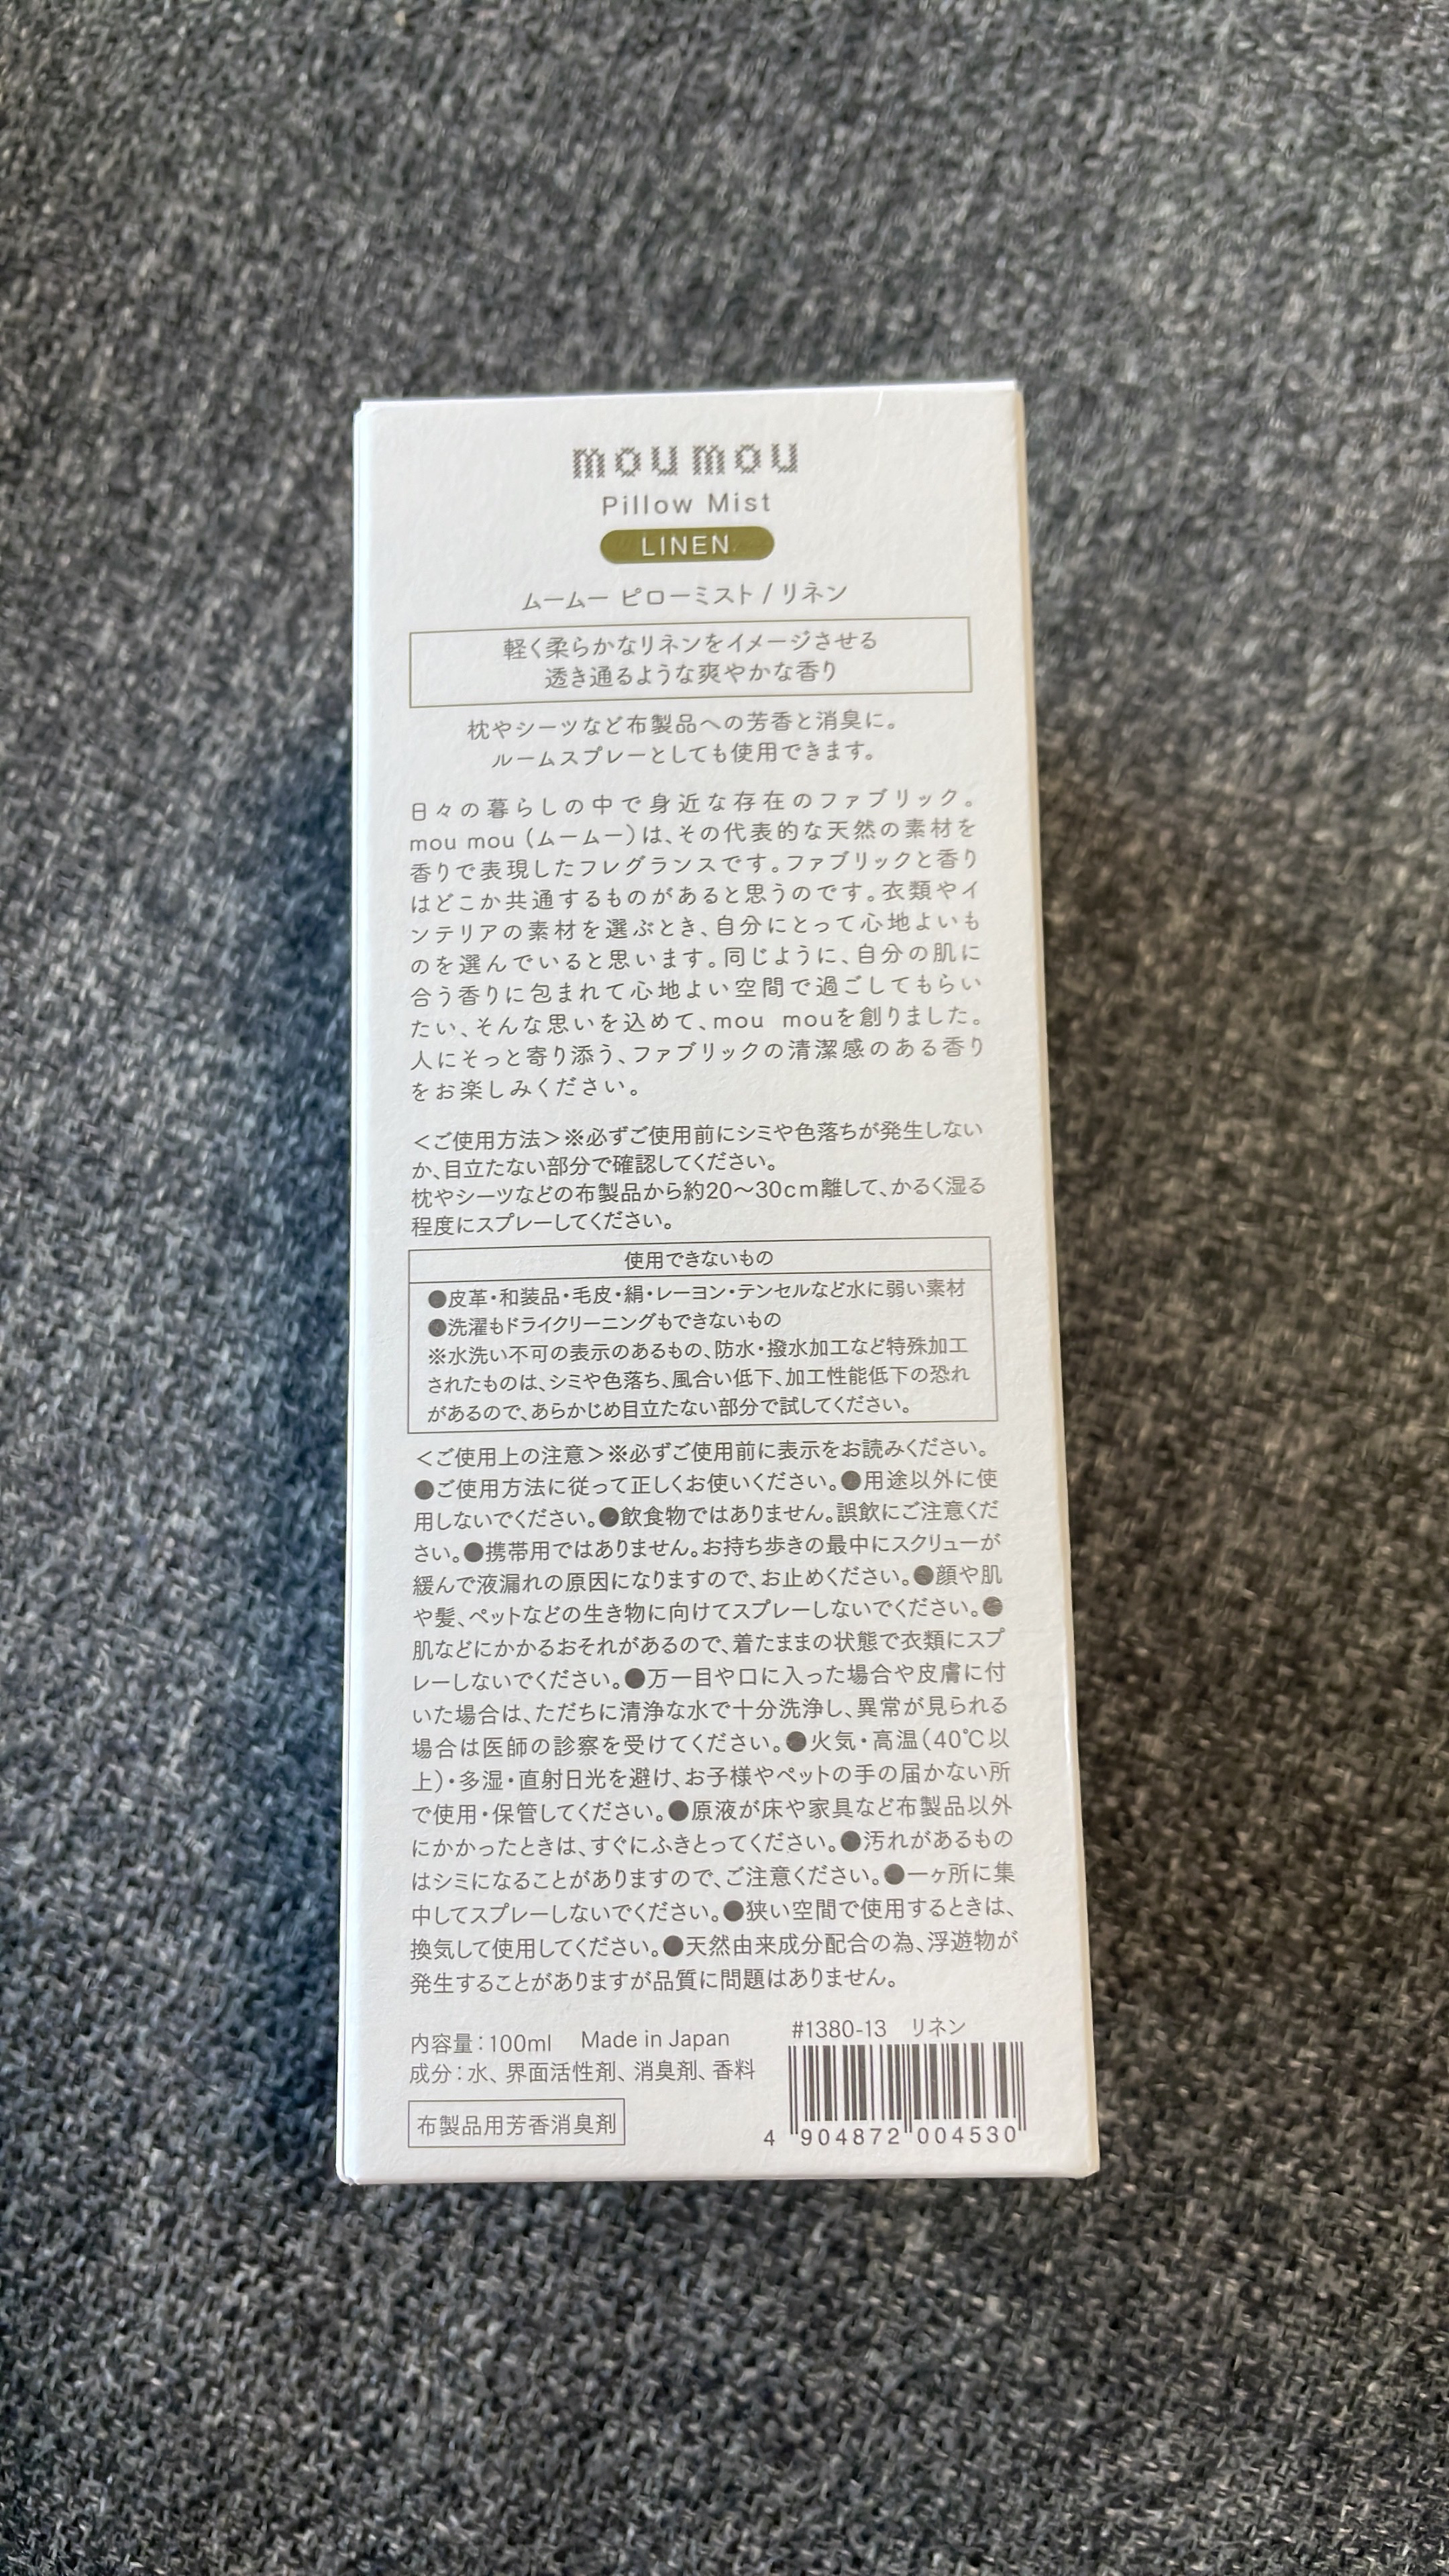 mou mou
Pillow Mist
LINEN
ムームー ピローミスト / リネン
軽く柔らかなリネンをイメージさせる
透き通るような爽やかな香り
枕やシーツなど布製品への芳香と消臭に。
ルームスプレーとしても使用できます。
日々の暮らしの中で身近な存在のファブリック。
mou mou（ムームー）は、その代表的な天然の素材を
香りで表現したフレグランスです。ファブリックと香り
はどこか共通するものがあると思うのです。衣類やイ
ンテリアの素材を選ぶとき、自分にとって心地よいも
のを選んでいると思います。同じように、自分の肌に
合う香りに包まれて心地よい空間で過ごしてもらい
たい、そんな思いを込めて、mou mouを創りました。
人にそっと寄り添う、ファブリックの清潔感のある香り
をお楽しみください。
＜ご使用方法＞※必ずご使用前にシミや色落ちが発生しない
か、目立たない部分で確認してください。
枕やシーツなどの布製品から約20～30cm離して、かるく湿る
程度にスプレーしてください。
使用できないもの
●皮革・和装品・毛皮・絹・レーヨン・テンセルなど水に弱い素材
●洗濯もドライクリーニングもできないもの
※水洗い不可の表示のあるもの、防水・撥水加工など特殊加工
されたものは、シミや色落ち、風合い低下、加工性能低下の恐れ
があるので、あらかじめ目立たない部分で試してください。
＜ご使用上の注意＞※必ずご使用前に表示をお読みください。
●ご使用方法に従って正しくお使いください。●用途以外に使
用しないでください。●飲食物ではありません。誤飲にご注意くだ
さい。●携帯用ではありません。お持ち歩きの最中にスクリューが
緩んで液漏れの原因になりますので、お止めください。●顔や肌
や髪、ペットなどの生き物に向けてスプレーしないでください。●
肌などにかかるおそれがあるので、着たままの状態で衣類にスプ
レーしないでください。●万一目や口に入った場合や皮膚に付
いた場合は、ただちに清浄な水で十分洗浄し、異常が見られる
場合は医師の診察を受けてください。●火気・高温（40℃以
上）・多湿・直射日光を避け、お子様やペットの手の届かない所
で使用・保管してください。●原液が床や家具など布製品以外
にかかったときは、すぐにふきとってください。●汚れがあるもの
はシミになることがありますので、ご注意ください。●一ヶ所に集
中してスプレーしないでください。●狭い空間で使用するときは、
換気して使用してください。●天然由来成分配合の為、浮遊物が
発生することがありますが品質に問題はありません。
内容量：100ml　Made in Japan
成分：水、界面活性剤、消臭剤、香料
布製品用芳香消臭剤
#1380-13　リネン
4 904872 004530